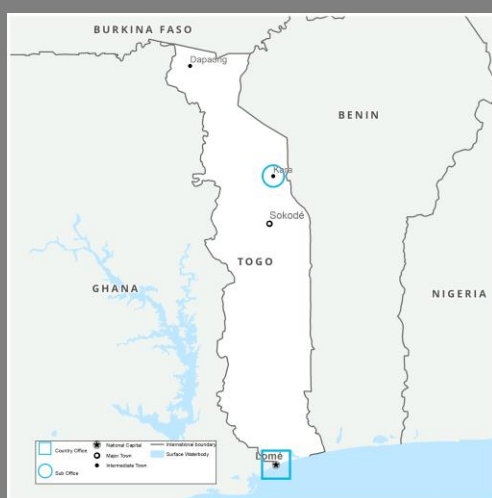 BURKINA FASO
Dapaong
BENIN
Kara
Sokodé
TOGO
GHANA
NIGERIA
Lomé
Country Office
Sub Office
National Capital
Major Town
Intermediate Town
International boundary
Surface Waterbody